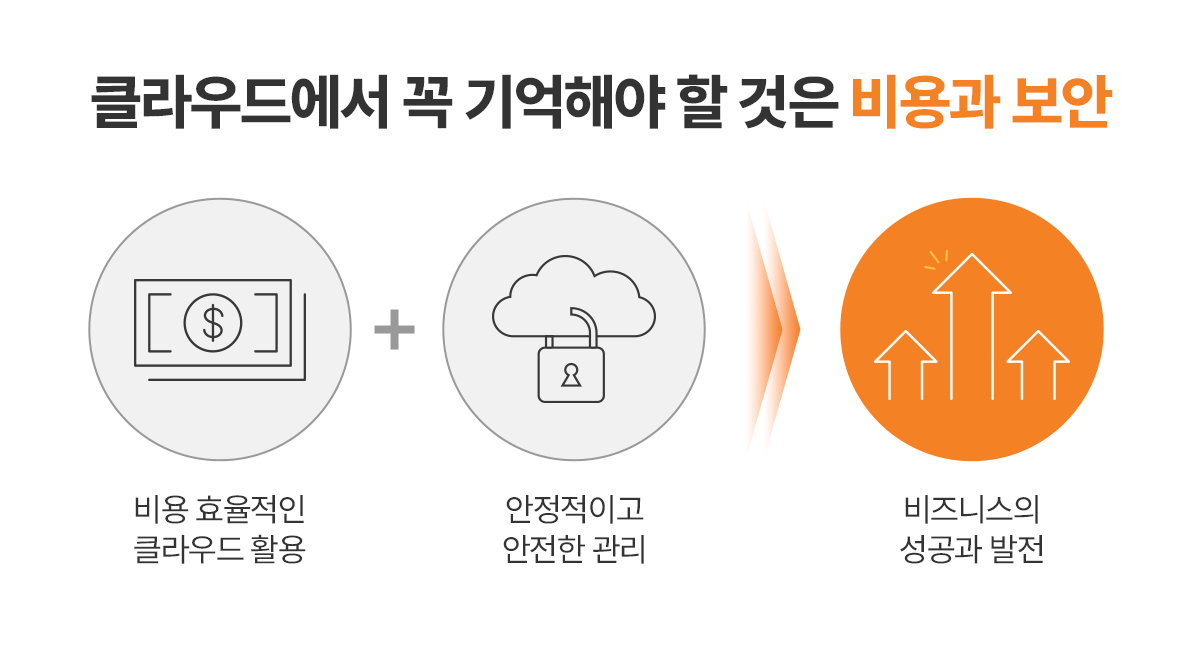 클라우드에서 꼭 기억해야 할 것은 비용과 보안
$
비용 효율적인
클라우드 활용
안정적이고
안전한 관리
비즈니스의
성공과 발전